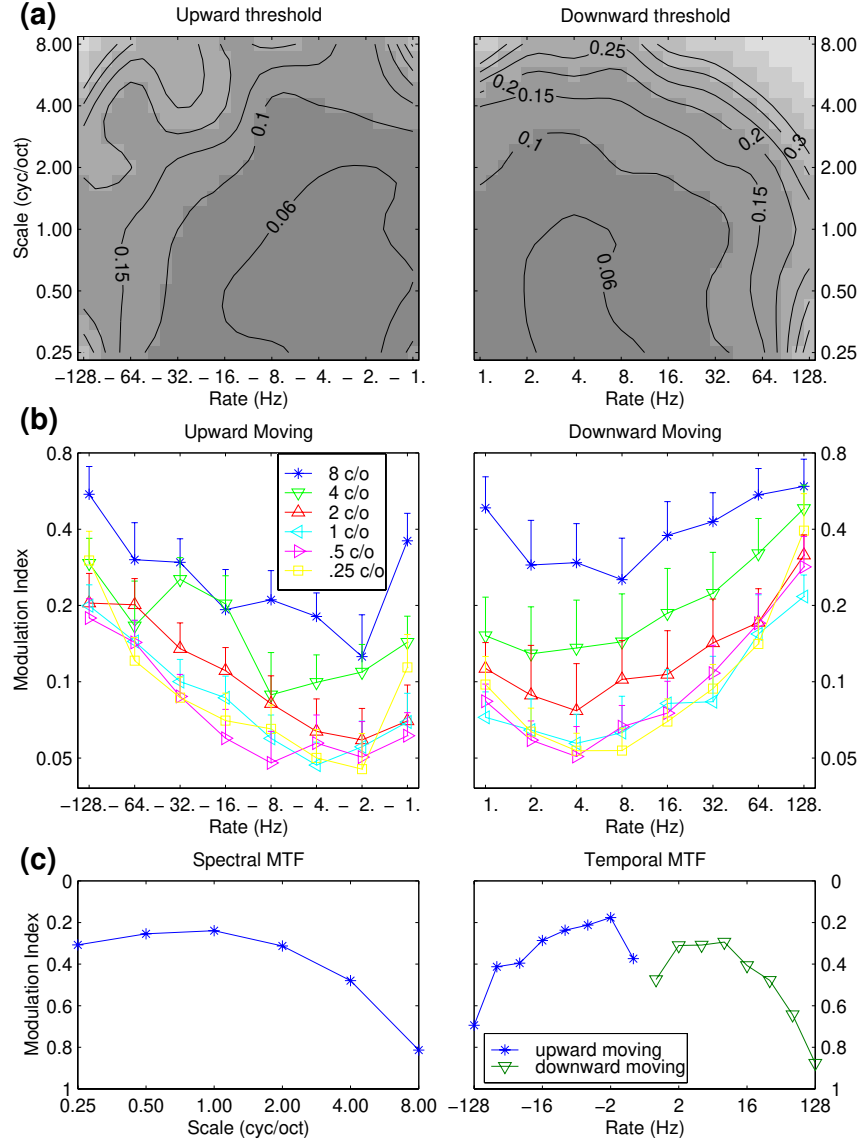 (a)
Upward threshold
Downward threshold
8.00
4.00
2.00
1.00
0.50
0.25
Scale (cyc/oct)
0.1
0.06
0.15
−128. − 64. − 32. − 16. − 8. − 4. − 2. − 1.
Rate (Hz)
0.25
0.2
0.15
0.1
0.2
0.3
0.15
0.06
8.00
4.00
2.00
1.00
0.50
0.25
1. 2. 4. 8. 16. 32. 64. 128.
Rate (Hz)
(b)
Upward Moving
Downward Moving
0.8
0.4
0.2
0.1
0.05
Modulation Index
8 c/o
4 c/o
2 c/o
1 c/o
.5 c/o
.25 c/o
−128. − 64. − 32. − 16. − 8. − 4. − 2. − 1.
Rate (Hz)
0.8
0.4
0.2
0.1
0.05
1. 2. 4. 8. 16. 32. 64. 128.
Rate (Hz)
(c)
Spectral MTF
Temporal MTF
0
0.2
0.4
0.6
0.8
1
Modulation Index
0.25 0.50 1.00 2.00 4.00 8.00
Scale (cyc/oct)
0
0.2
0.4
0.6
0.8
1
upward moving
downward moving
−128 −16 −2 2 16 128
Rate (Hz)